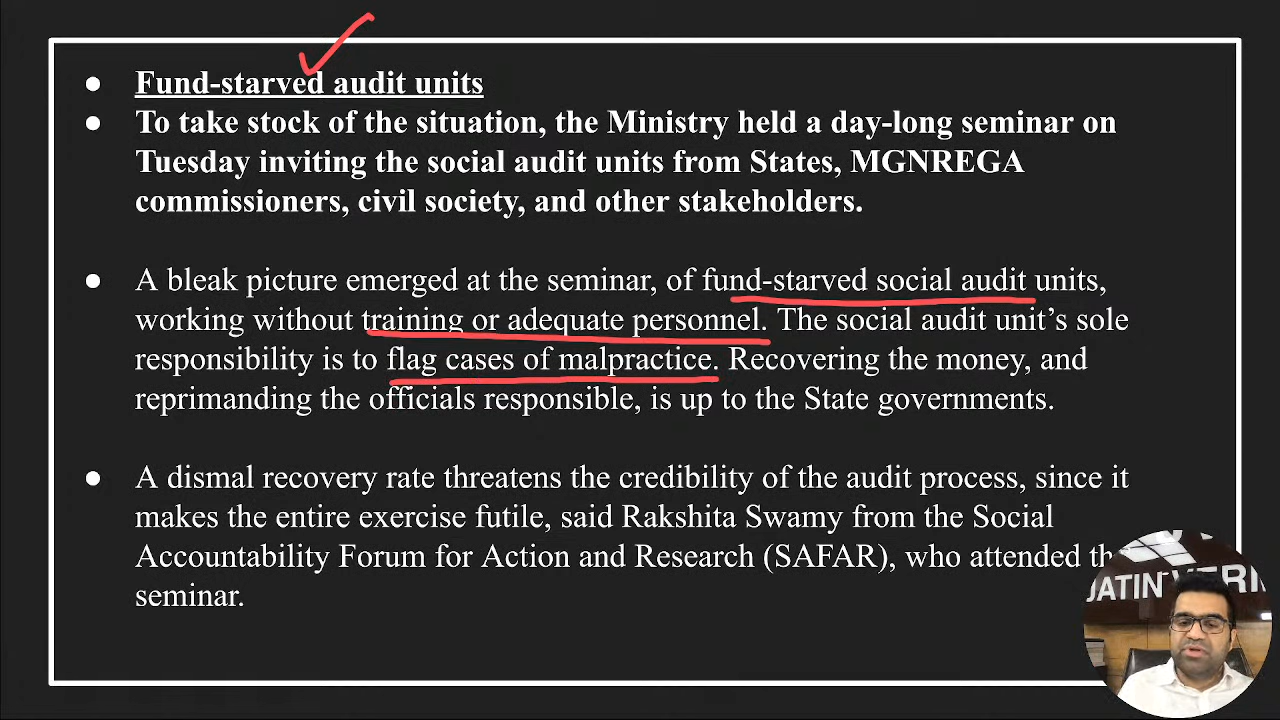 ● Fund-starved audit units
● To take stock of the situation, the Ministry held a day-long seminar on
Tuesday inviting the social audit units from States, MGNREGA
commissioners, civil society, and other stakeholders.
● A bleak picture emerged at the seminar, of fund-starved social audit units,
working without training or adequate personnel. The social audit unit's sole
responsibility is to flag cases of malpractice. Recovering the money, and
reprimanding the officials responsible, is up to the State governments.
● A dismal recovery rate threatens the credibility of the audit process, since it
makes the entire exercise futile, said Rakshita Swamy from the Social
Accountability Forum for Action and Research (SAFAR), who attended
seminar.
JATIN